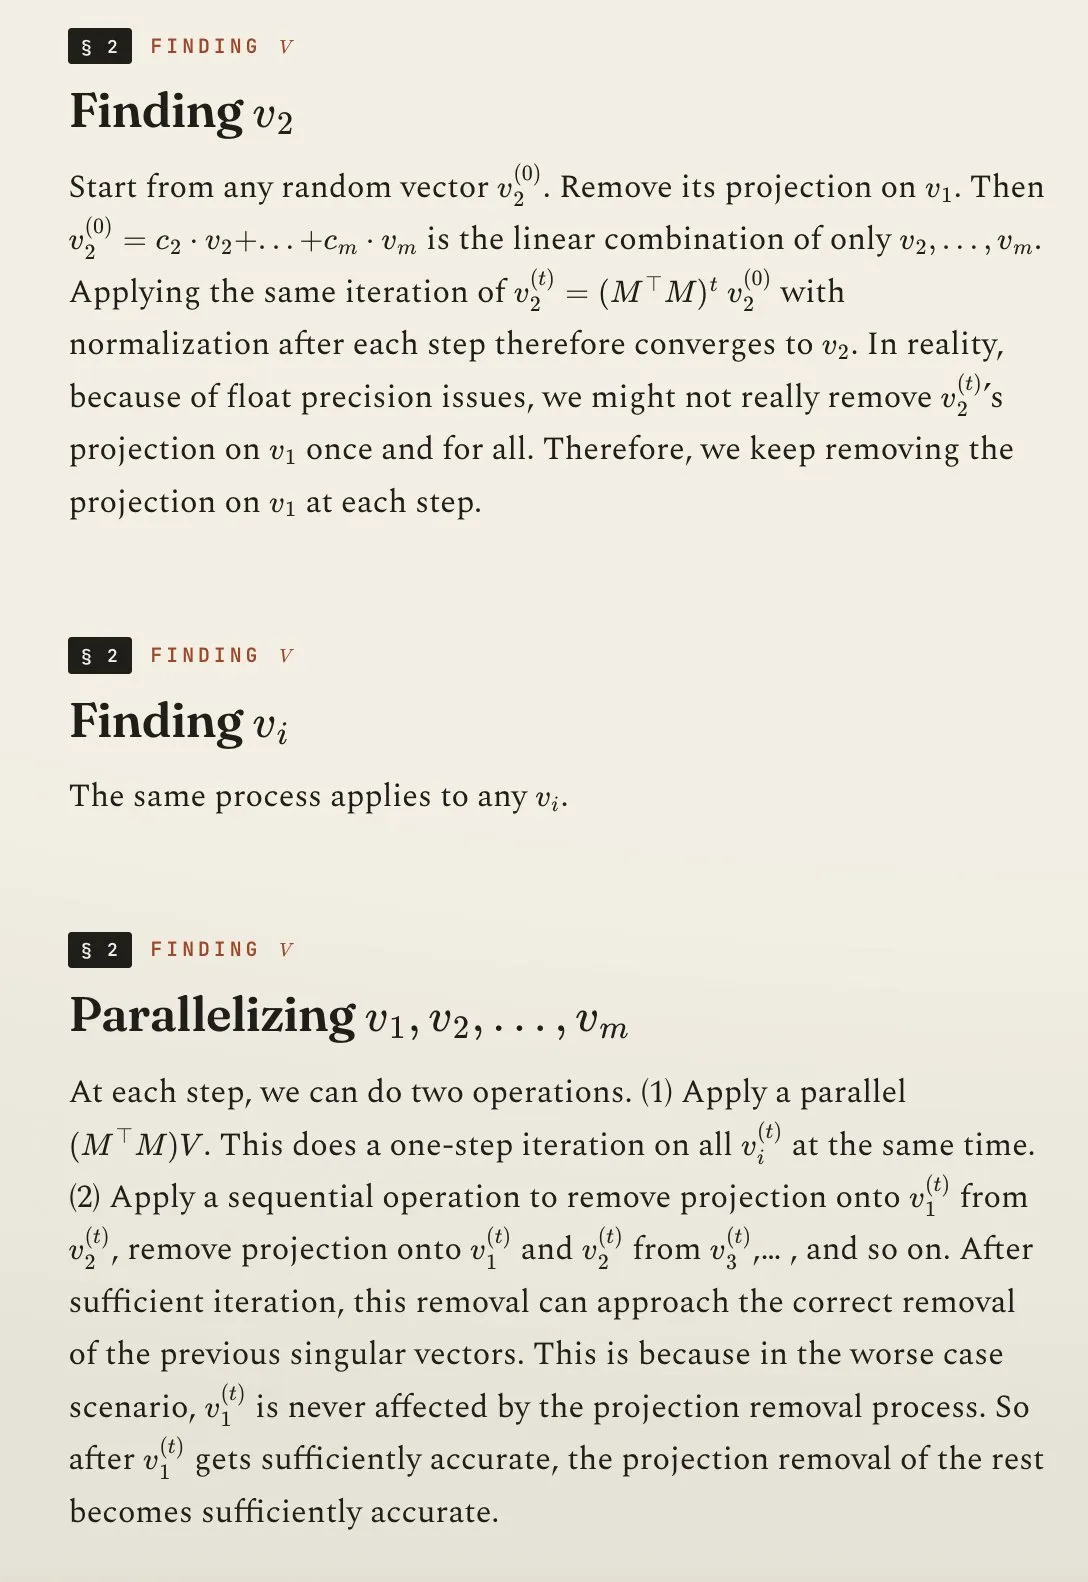 § 2 FINDING V
Finding v₂
Start from any random vector v₂⁽⁰⁾. Remove its projection on v₁. Then
v₂⁽⁰⁾ = c₂ · v₂+…+cₘ · vₘ is the linear combination of only v₂, …, vₘ.
Applying the same iteration of v₂⁽ᵗ⁾ = (M⊤M)ᵗ v₂⁽⁰⁾ with
normalization after each step therefore converges to v₂. In reality,
because of float precision issues, we might not really remove v₂⁽ᵗ⁾'s
projection on v₁ once and for all. Therefore, we keep removing the
projection on v₁ at each step.
§ 2 FINDING V
Finding vᵢ
The same process applies to any vᵢ.
§ 2 FINDING V
Parallelizing v₁, v₂, …, vₘ
At each step, we can do two operations. (1) Apply a parallel
(M⊤M)V. This does a one-step iteration on all vᵢ⁽ᵗ⁾ at the same time.
(2) Apply a sequential operation to remove projection onto v₁⁽ᵗ⁾ from
v₂⁽ᵗ⁾, remove projection onto v₁⁽ᵗ⁾ and v₂⁽ᵗ⁾ from v₃⁽ᵗ⁾,… , and so on. After
sufficient iteration, this removal can approach the correct removal
of the previous singular vectors. This is because in the worse case
scenario, v₁⁽ᵗ⁾ is never affected by the projection removal process. So
after v₁⁽ᵗ⁾ gets sufficiently accurate, the projection removal of the rest
becomes sufficiently accurate.